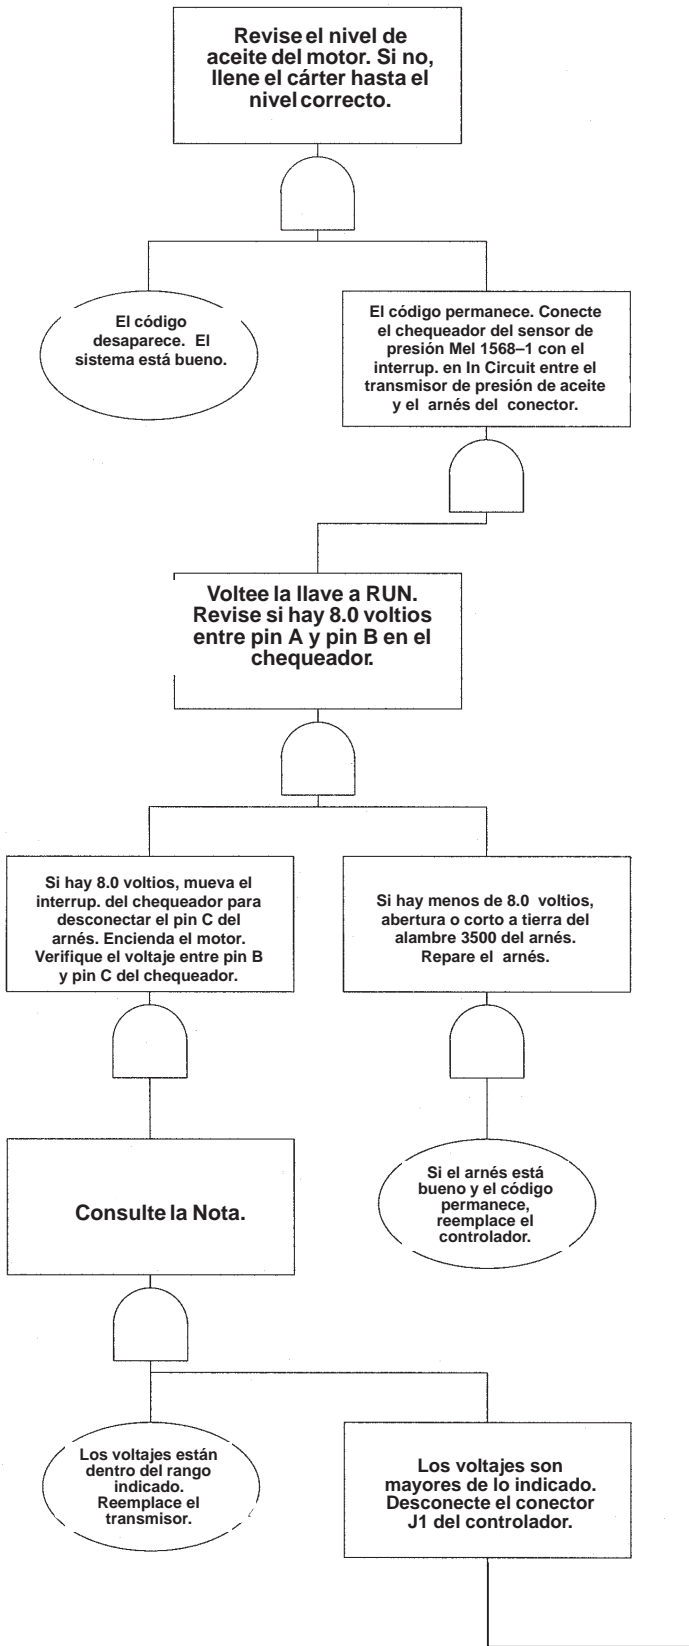 Revise el nivel de
aceite del motor. Si no,
llene el cárter hasta el
nivel correcto.
El código
desaparece. El
sistema está bueno.
El código permanece. Conecte
el chequeador del sensor de
presión Mel 1568–1 con el
interrup. en In Circuit entre el
transmisor de presión de aceite
y el arnés del conector.
Voltee la llave a RUN.
Revise si hay 8.0 voltios
entre pin A y pin B en el
chequeador.
Si hay 8.0 voltios, mueva el
interrup. del chequeador para
desconectar el pin C del
arnés. Encienda el motor.
Verifique el voltaje entre pin B
y pin C del chequeador.
Si hay menos de 8.0 voltios,
abertura o corto a tierra del
alambre 3500 del arnés.
Repare el arnés.
Consulte la Nota.
Si el arnés está
bueno y el código
permanece,
reemplace el
controlador.
Los voltajes están
dentro del rango
indicado.
Reemplace el
transmisor.
Los voltajes son
mayores de lo indicado.
Desconecte el conector
J1 del controlador.